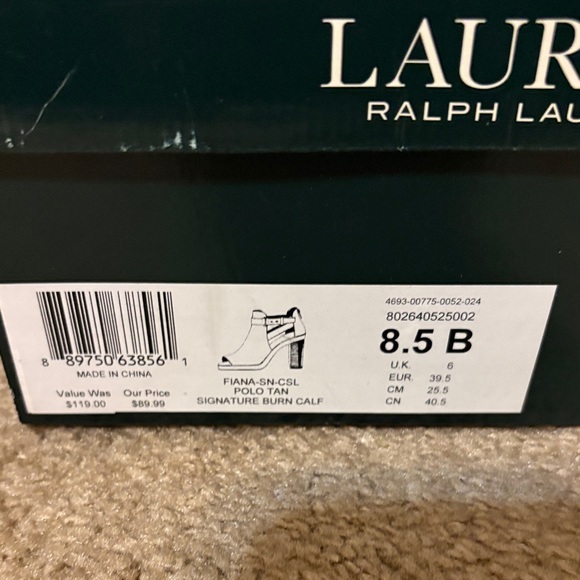 LAUR
RALPH LAU
8 89750 63856 1
MADE IN CHINA
Value Was Our Price
$119.00 $89.99
FIANA-SN-CSL
POLO TAN
SIGNATURE BURN CALF
4693-00775-0052-024
802640525002
8.5 B
U.K. 6
EUR. 39.5
CM 25.5
CN 40.5